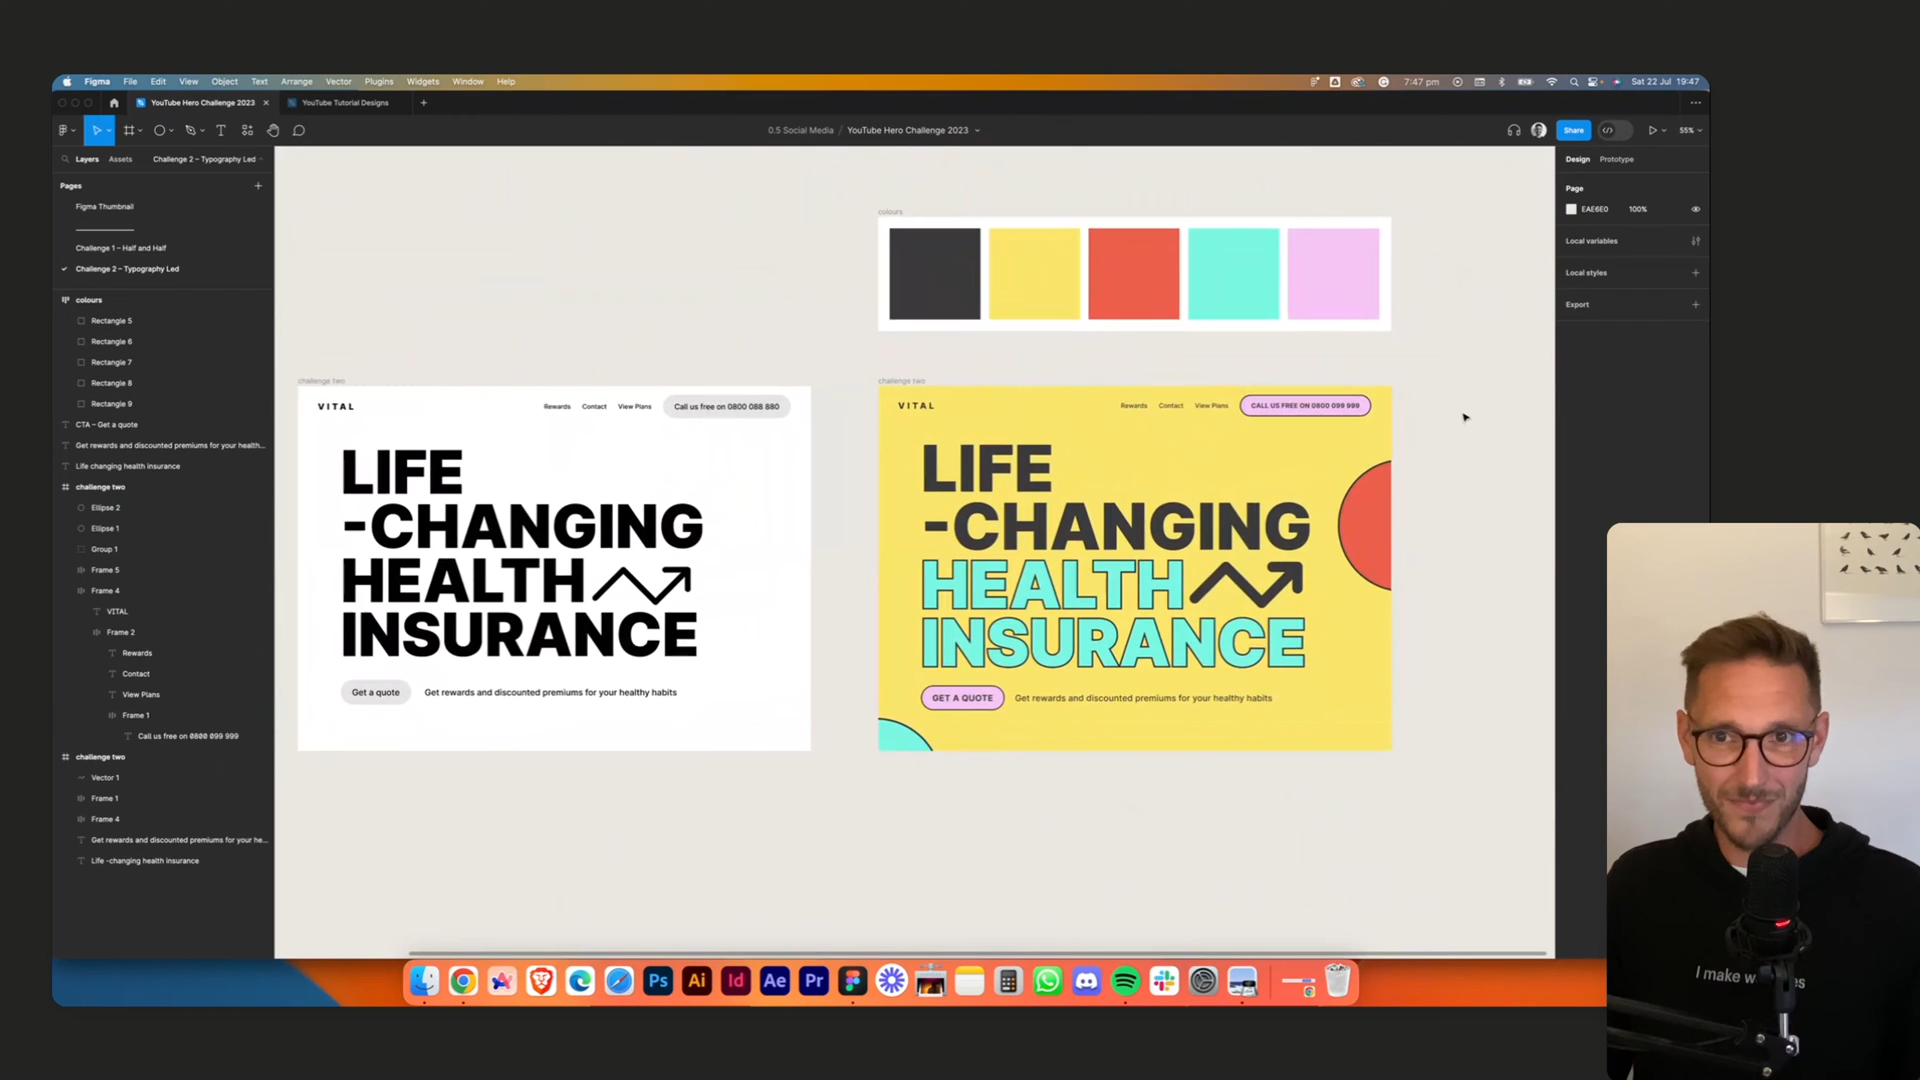 Figma File Edit View Object Text Arrange Vector Plugins Widgets Window Help
7:47 pm Sat 22 Jul 19:47
YouTube Hero Challenge 2023
YouTube Tutorial Designs
0.5 Social Media / YouTube Hero Challenge 2023
Share
55%
Layers Assets Challenge 2 – Typography Led
Pages
Figma Thumbnail
Challenge 1 – Half and Half
Challenge 2 – Typography Led
colours
Rectangle 5
Rectangle 6
Rectangle 7
Rectangle 8
Rectangle 9
CTA – Get a quote
Get rewards and discounted premiums for your health...
Life changing health insurance
challenge two
Ellipse 2
Ellipse 1
Group 1
Frame 5
Frame 4
VITAL
Frame 2
Rewards
Contact
View Plans
Frame 1
Call us free on 0800 099 999
challenge two
Vector 1
Frame 1
Frame 4
Get rewards and discounted premiums for your he...
Life -changing health insurance
colours
challenge two
VITAL
Rewards Contact View Plans Call us free on 0800 088 880
LIFE
-CHANGING
HEALTH
INSURANCE
Get a quote Get rewards and discounted premiums for your healthy habits
challenge two
VITAL
Rewards Contact View Plans CALL US FREE ON 0800 099 999
LIFE
-CHANGING
HEALTH
INSURANCE
GET A QUOTE Get rewards and discounted premiums for your healthy habits
Design Prototype
Page
EAE6E0 100%
Local variables
Local styles
Export
Ps Ai Id Ae Pr
I make w
es